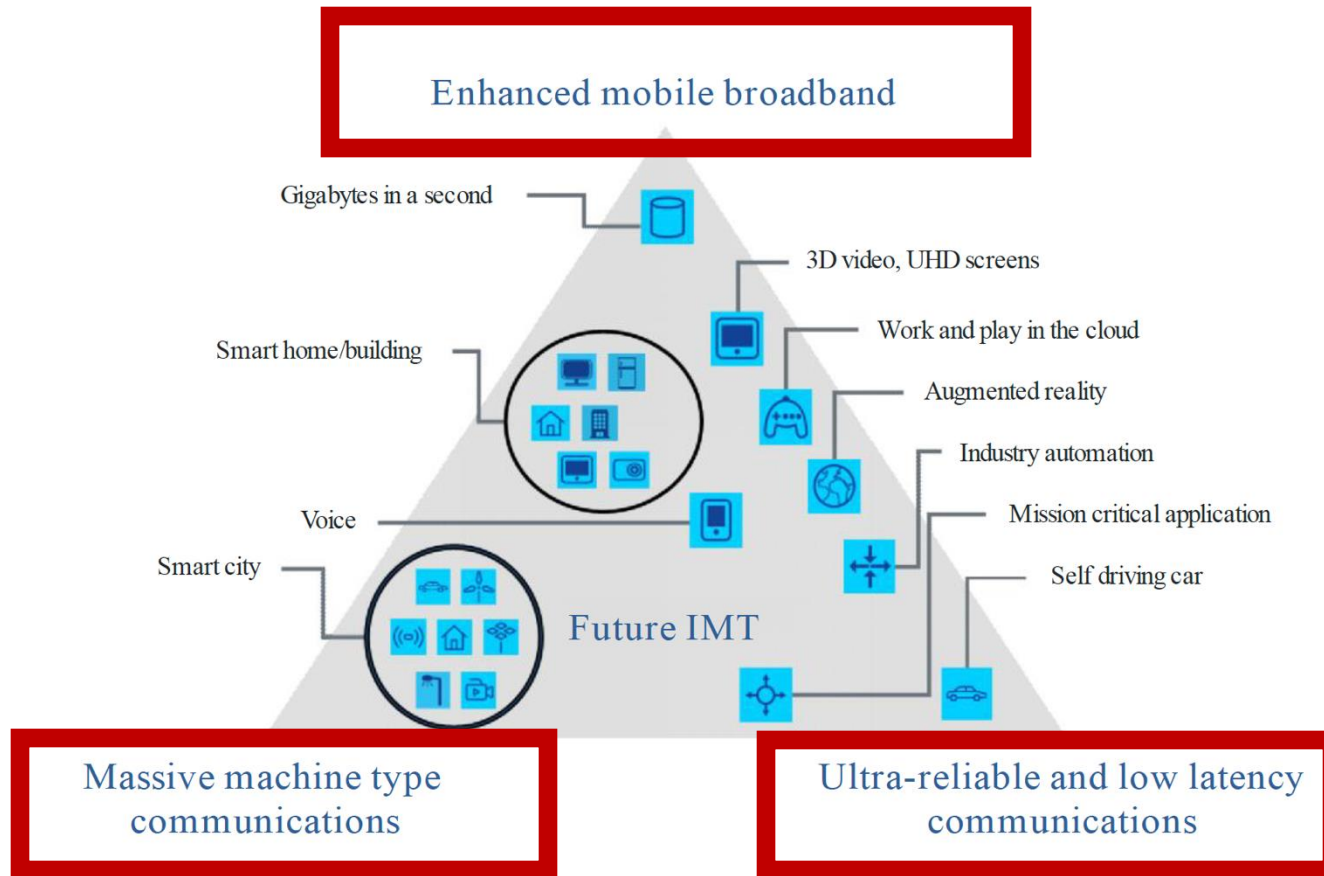 Enhanced mobile broadband
Gigabytes in a second
3D video, UHD screens
Smart home/building
Work and play in the cloud
Augmented reality
Industry automation
Voice
Mission critical application
Smart city
Self driving car
Future IMT
Massive machine type
communications
Ultra-reliable and low latency
communications